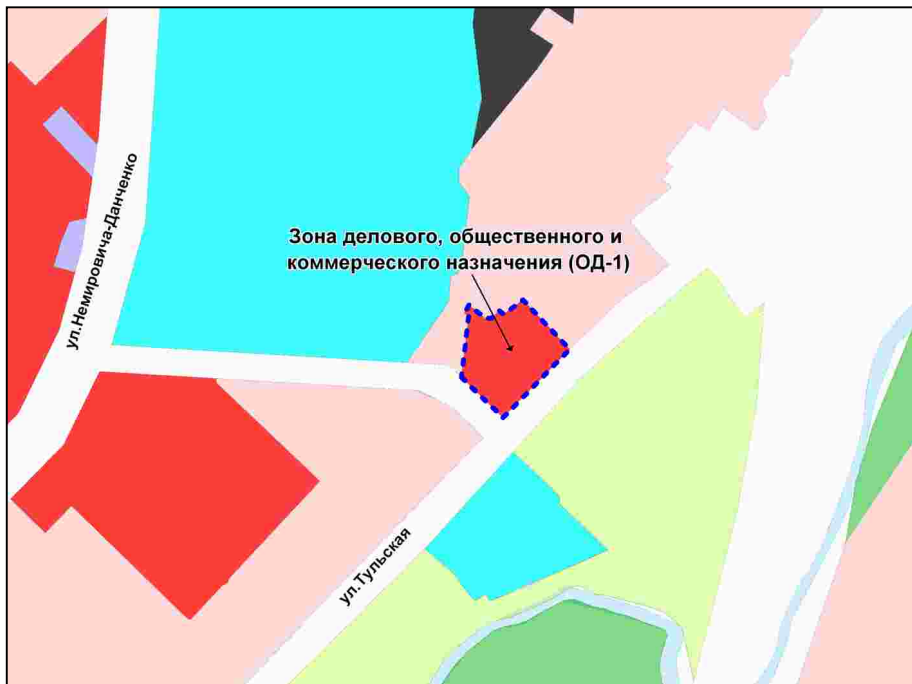 ул.Немировича-Данченко
Зона делового, общественного и
коммерческого назначения (ОД-1)
ул.Тульская